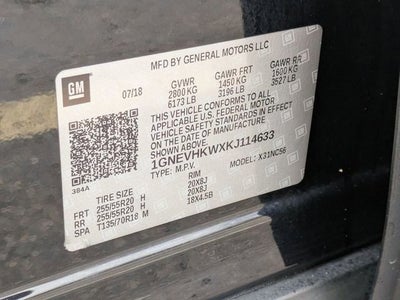 MFD BY GENERAL MOTORS LLC
GM
07/18
GVWR GAWR FRT GAWR RR
2800 KG 1450 KG 1600 KG
6173 LB 3196 LB 3527 LB
THIS VEHICLE CONFORMS TO ALL
APPLICABLE U.S. FEDERAL MOTOR
VEHICLE SAFETY STANDARDS IN EFFECT
ON THE DATE OF MANUFACTURE
SHOWN ABOVE.
1GNEVHKWXKJ114633
384A
TYPE: M.P.V. MODEL: X31NC56
TIRE SIZE RIM
FRT 255/55R20 H 20X8J
RR 255/55R20 H 20X8J
SPA T135/70R18 M 18X4.5B